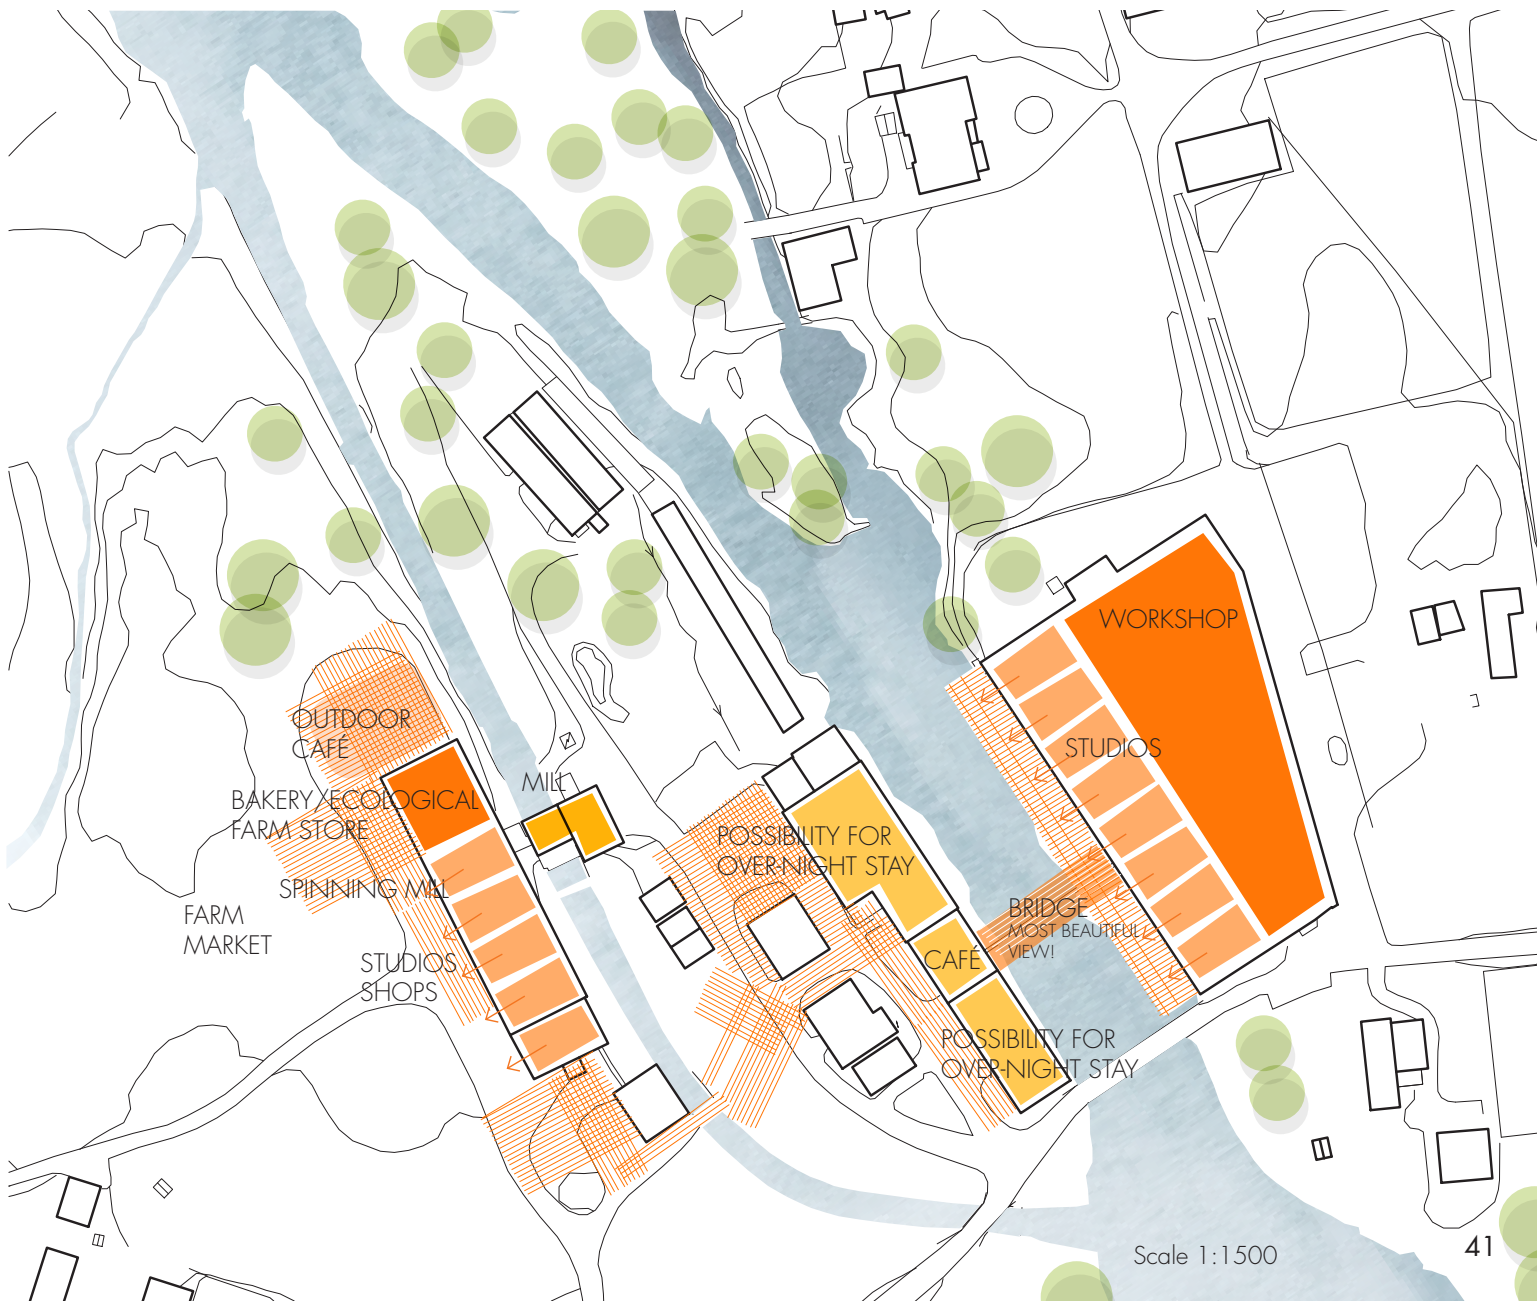 WORKSHOP
OUTDOOR
CAFÉ
STUDIOS
MILL
BAKERY/ECOLOGICAL
FARM STORE
POSSIBILITY FOR
OVER-NIGHT STAY
SPINNING MILL
FARM
MARKET
BRIDGE
MOST BEAUTIFUL
VIEW!
STUDIOS
SHOPS
CAFÉ
POSSIBILITY FOR
OVER-NIGHT STAY
Scale 1:1500
41